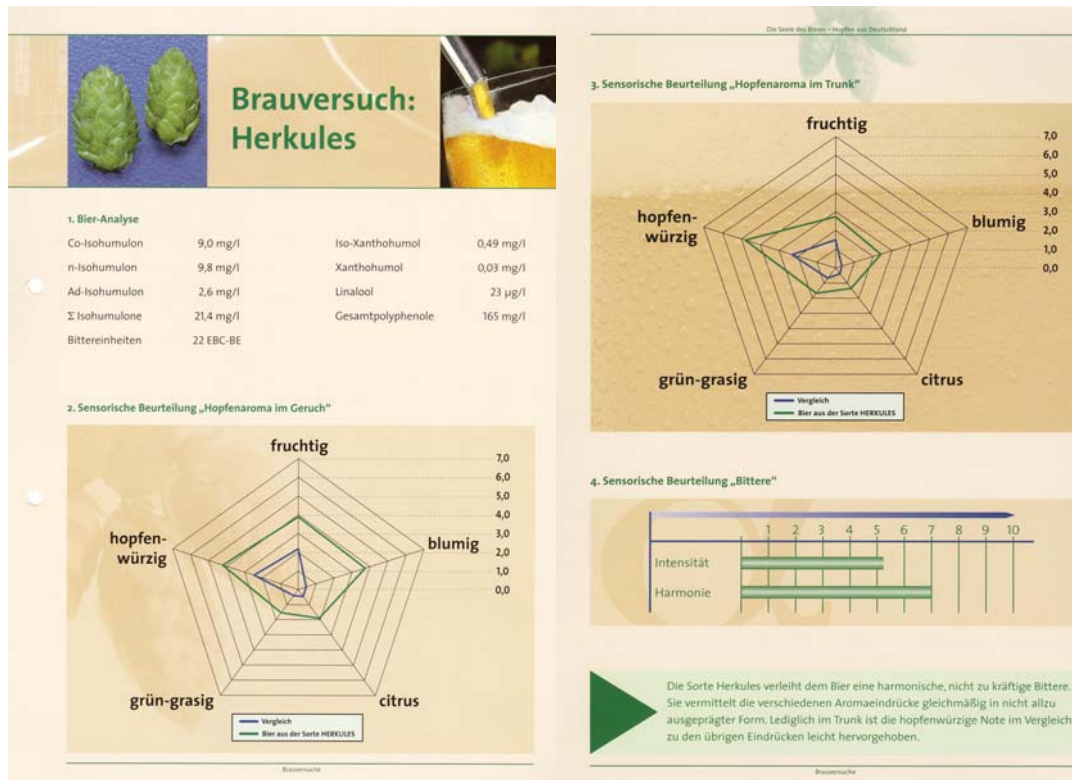 Brauversuch:
Herkules
1. Bier-Analyse
Co-Isohumulon 9,0 mg/l Iso-Xanthohumol 0,49 mg/l
n-Isohumulon 9,8 mg/l Xanthohumol 0,03 mg/l
Ad-Isohumulon 2,6 mg/l Linalool 23 µg/l
Σ Isohumulone 21,4 mg/l Gesamtpolyphenole 165 mg/l
Bittereinheiten 22 EBC-BE
2. Sensorische Beurteilung „Hopfenaroma im Geruch“
fruchtig
7,0
6,0
5,0
4,0
3,0
2,0
1,0
0,0
hopfen-
würzig
blumig
grün-grasig
citrus
Vergleich
Bier aus der Sorte HERKULES
Brauversuche
Die Seele des Bieres – Hopfen aus Deutschland
3. Sensorische Beurteilung „Hopfenaroma im Trunk“
fruchtig
7,0
6,0
5,0
4,0
3,0
2,0
1,0
0,0
hopfen-
würzig
blumig
grün-grasig
citrus
Vergleich
Bier aus der Sorte HERKULES
4. Sensorische Beurteilung „Bittere“
1 2 3 4 5 6 7 8 9 10
Intensität
Harmonie
Die Sorte Herkules verleiht dem Bier eine harmonische, nicht zu kräftige Bittere.
Sie vermittelt die verschiedenen Aromaeindrücke gleichmäßig in nicht allzu
ausgeprägter Form. Lediglich im Trunk ist die hopfenwürzige Note im Vergleich
zu den übrigen Eindrücken leicht hervorgehoben.
Brauversuche